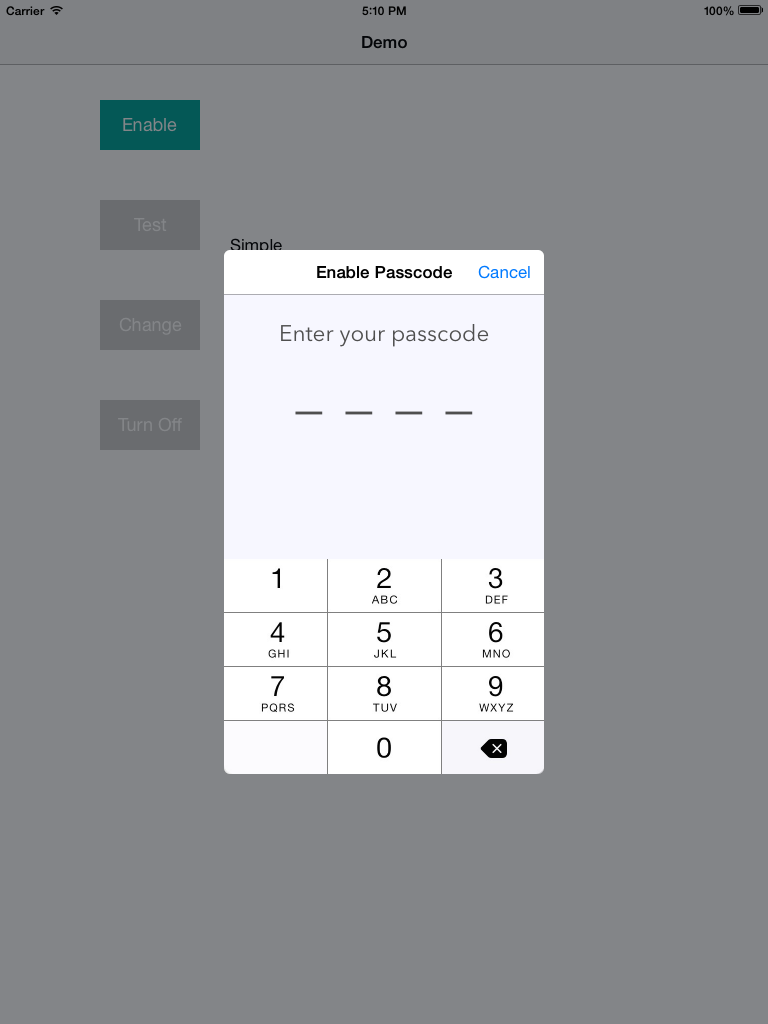 Carrier 5:10 PM 100%
Demo
Enable
Test
Simple
Change
Turn Off
Enable Passcode Cancel
Enter your passcode
1 2 3
ABC DEF
4 5 6
GHI JKL MNO
7 8 9
PQRS TUV WXYZ
0